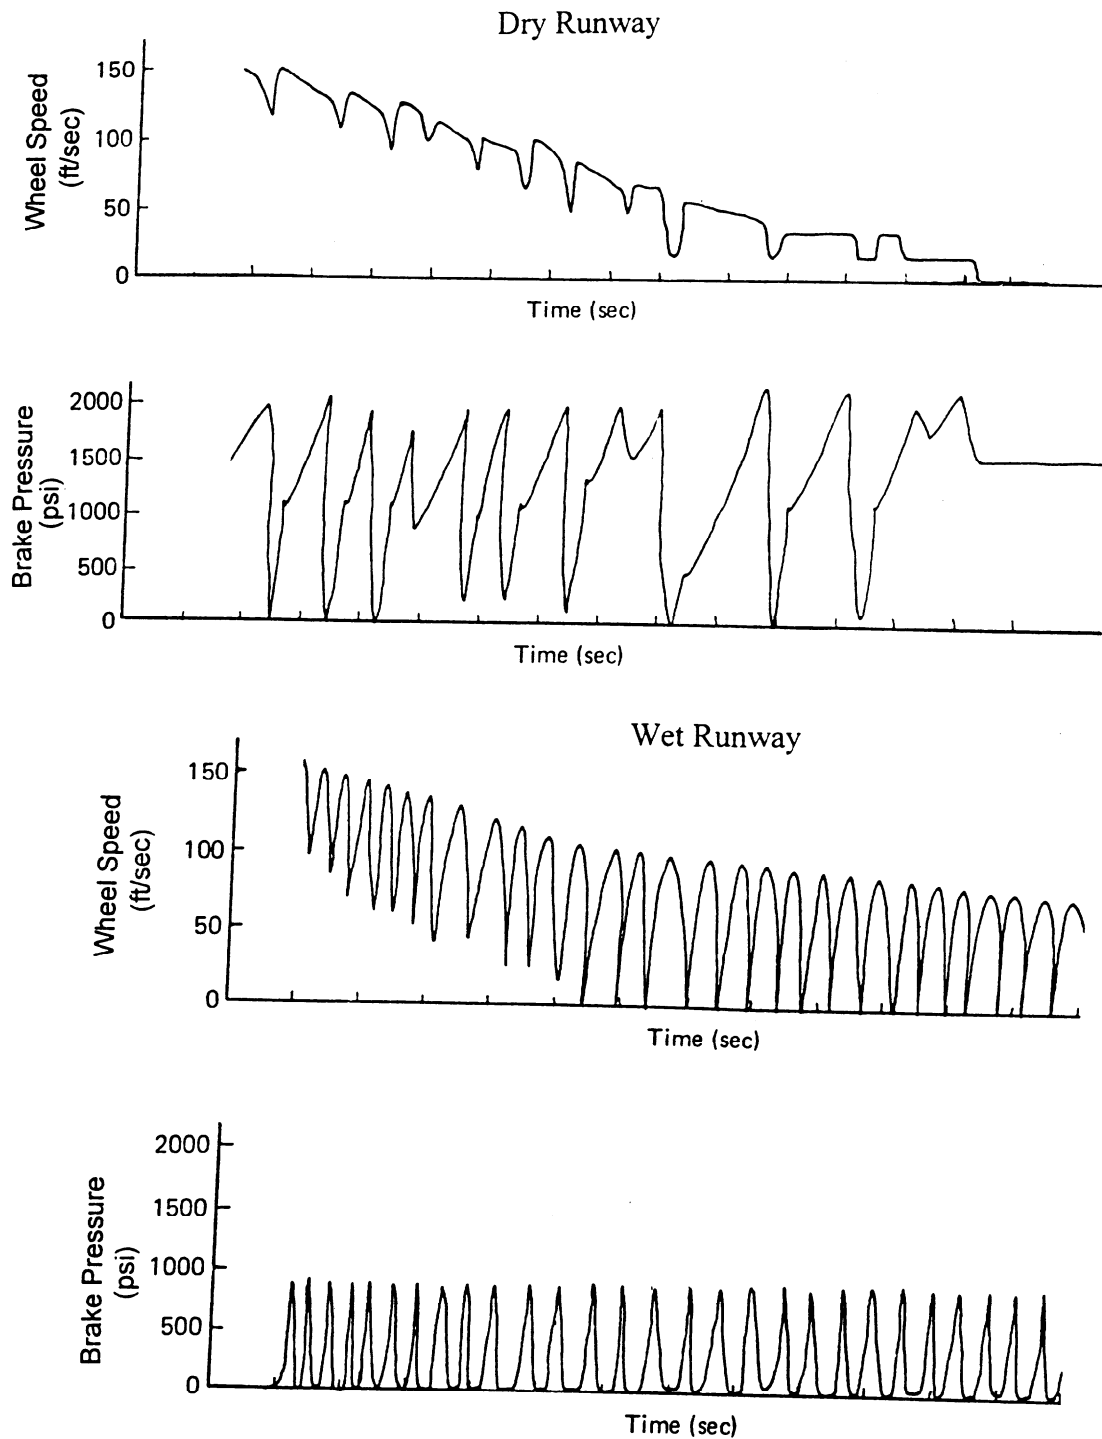 Dry Runway
Wheel Speed
(ft/sec)
150
100
50
0
Time (sec)
Brake Pressure
(psi)
2000
1500
1000
500
0
Time (sec)
Wet Runway
Wheel Speed
(ft/sec)
150
100
50
0
Time (sec)
Brake Pressure
(psi)
2000
1500
1000
500
0
Time (sec)